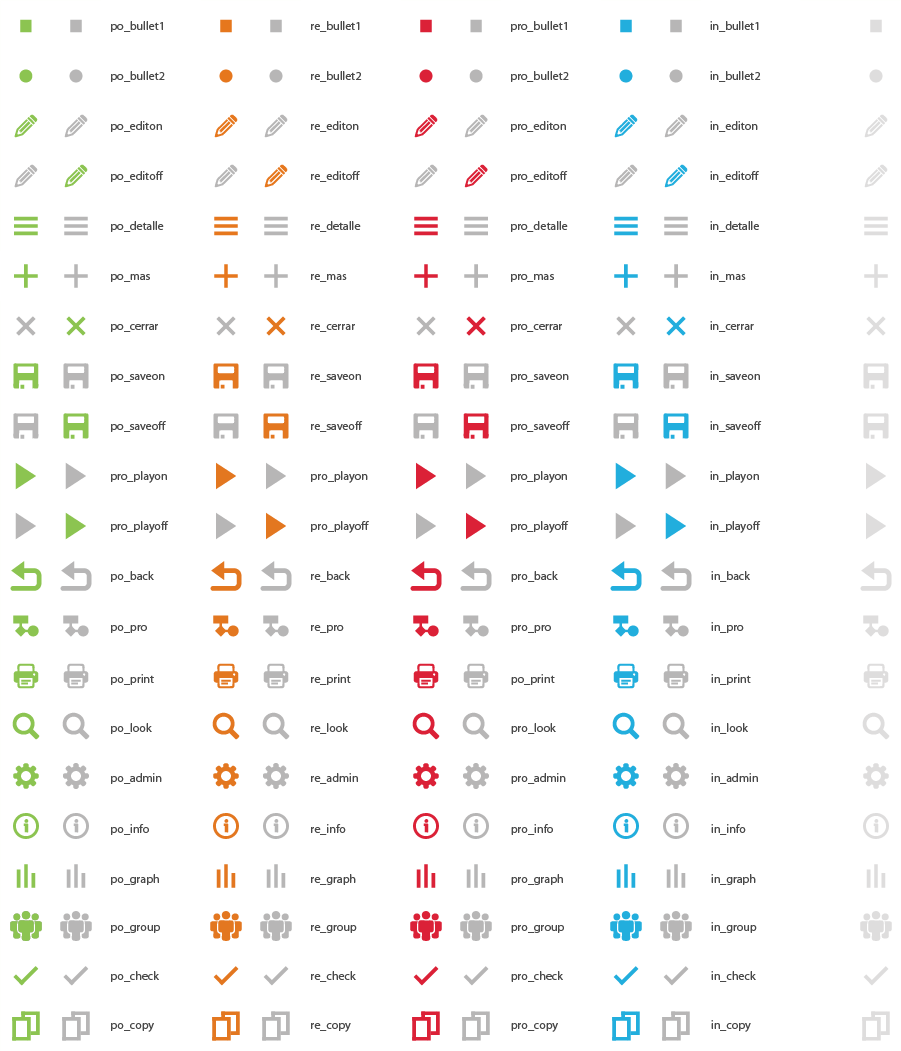 po_bullet1 re_bullet1 pro_bullet1 in_bullet1
po_bullet2 re_bullet2 pro_bullet2 in_bullet2
po_editon re_editon pro_editon in_editon
po_editoff re_editoff pro_editoff in_editoff
po_detalle re_detalle pro_detalle in_detalle
po_mas re_mas pro_mas in_mas
po_cerrar re_cerrar pro_cerrar in_cerrar
po_saveon re_saveon pro_saveon in_saveon
po_saveoff re_saveoff pro_saveoff in_saveoff
pro_playon pro_playon pro_playon in_playon
pro_playoff pro_playoff pro_playoff in_playoff
po_back re_back pro_back in_back
po_pro re_pro pro_pro in_pro
po_print re_print po_print in_print
po_look re_look pro_look in_look
po_admin re_admin pro_admin in_admin
po_info re_info pro_info in_info
po_graph re_graph pro_graph in_graph
po_group re_group pro_group in_group
po_check re_check pro_check in_check
po_copy re_copy pro_copy in_copy